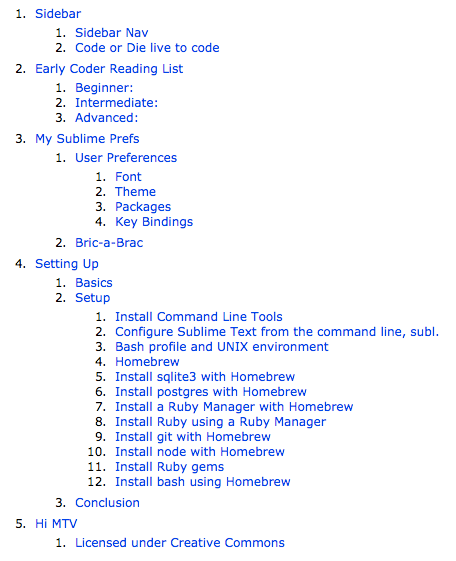 1. Sidebar
1. Sidebar Nav
2. Code or Die live to code
2. Early Coder Reading List
1. Beginner:
2. Intermediate:
3. Advanced:
3. My Sublime Prefs
1. User Preferences
1. Font
2. Theme
3. Packages
4. Key Bindings
2. Bric-a-Brac
4. Setting Up
1. Basics
2. Setup
1. Install Command Line Tools
2. Configure Sublime Text from the command line, subl.
3. Bash profile and UNIX environment
4. Homebrew
5. Install sqlite3 with Homebrew
6. Install postgres with Homebrew
7. Install a Ruby Manager with Homebrew
8. Install Ruby using a Ruby Manager
9. Install git with Homebrew
10. Install node with Homebrew
11. Install Ruby gems
12. Install bash using Homebrew
3. Conclusion
5. Hi MTV
1. Licensed under Creative Commons